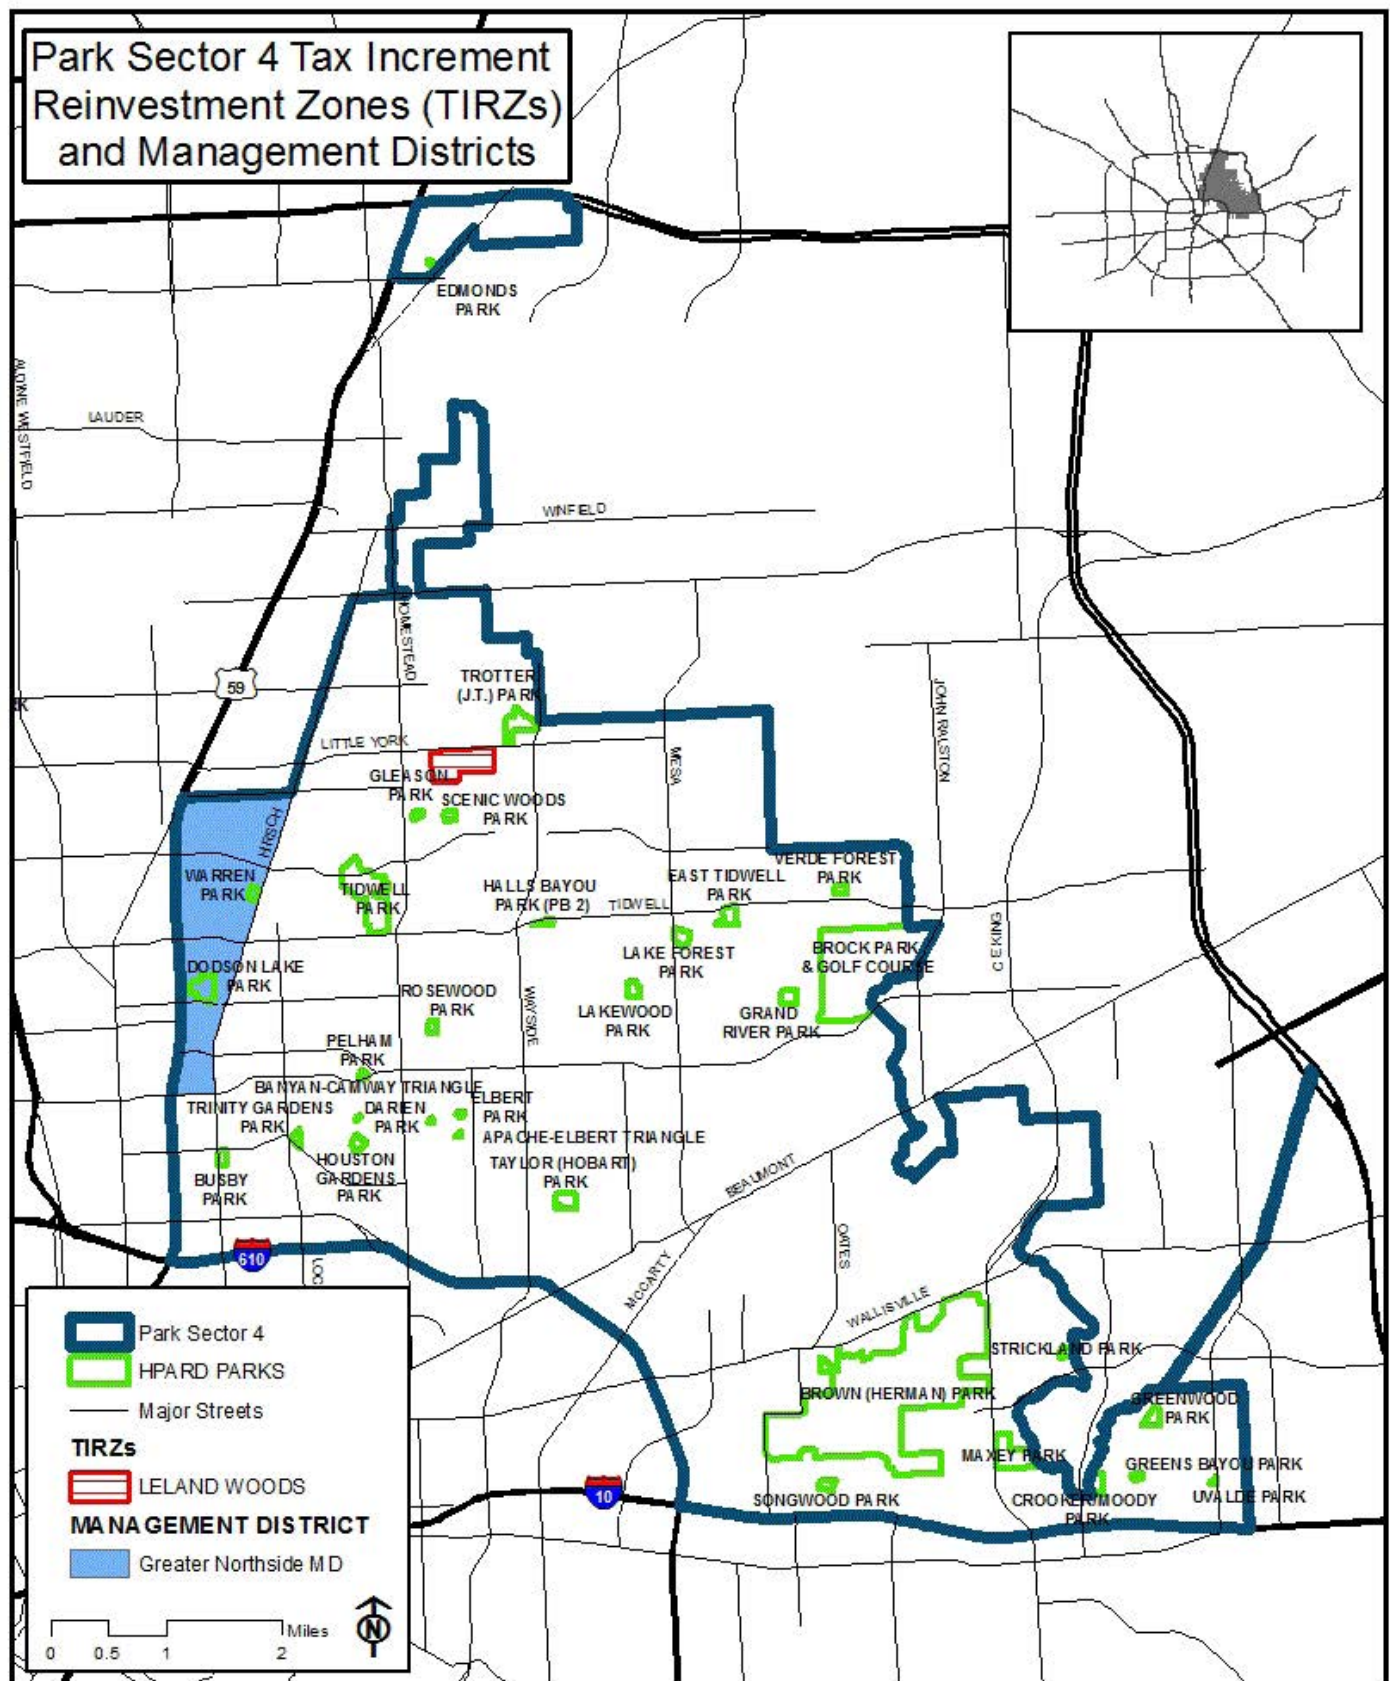 Park Sector 4 Tax Increment
Reinvestment Zones (TIRZs)
and Management Districts
EDMONDS
PARK
ALDINE WESTFIELD
LAUDER
WINFIELD
HOMESTEAD
59
TROTTER
(J.T.) PARK
JOHN RALSTON
LITTLE YORK
MESA
GLEASON
PARK
SCENIC WOODS
PARK
HIRSCH
WARREN
PARK
TIDWELL
PARK
HALLS BAYOU
PARK (PB 2)
TIDWELL
EAST TIDWELL
PARK
VERDE FOREST
PARK
LAKE FOREST
PARK
BROCK PARK
& GOLF COURSE
C E KING
DODSON LAKE
PARK
ROSEWOOD
PARK
WAYSIDE
LAKEWOOD
PARK
GRAND
RIVER PARK
PELHAM
PARK
BANYAN-CAMWAY TRIANGLE
TRINITY GARDENS
PARK
DARIEN
PARK
ELBERT
PARK
APACHE-ELBERT TRIANGLE
HOUSTON
GARDENS
PARK
TAYLOR (HOBART)
PARK
BUSBY
PARK
BEAUMONT
OATES
610
MCCARTY
WALLISVILLE
STRICKLAND PARK
BROWN (HERMAN) PARK
GREENWOOD
PARK
MAXEY PARK
GREENS BAYOU PARK
10
SONGWOOD PARK
CROOKER/MOODY
PARK
UVALDE PARK
Park Sector 4
HPARD PARKS
Major Streets
TIRZs
LELAND WOODS
MANAGEMENT DISTRICT
Greater Northside MD
Miles
0 0.5 1 2
N